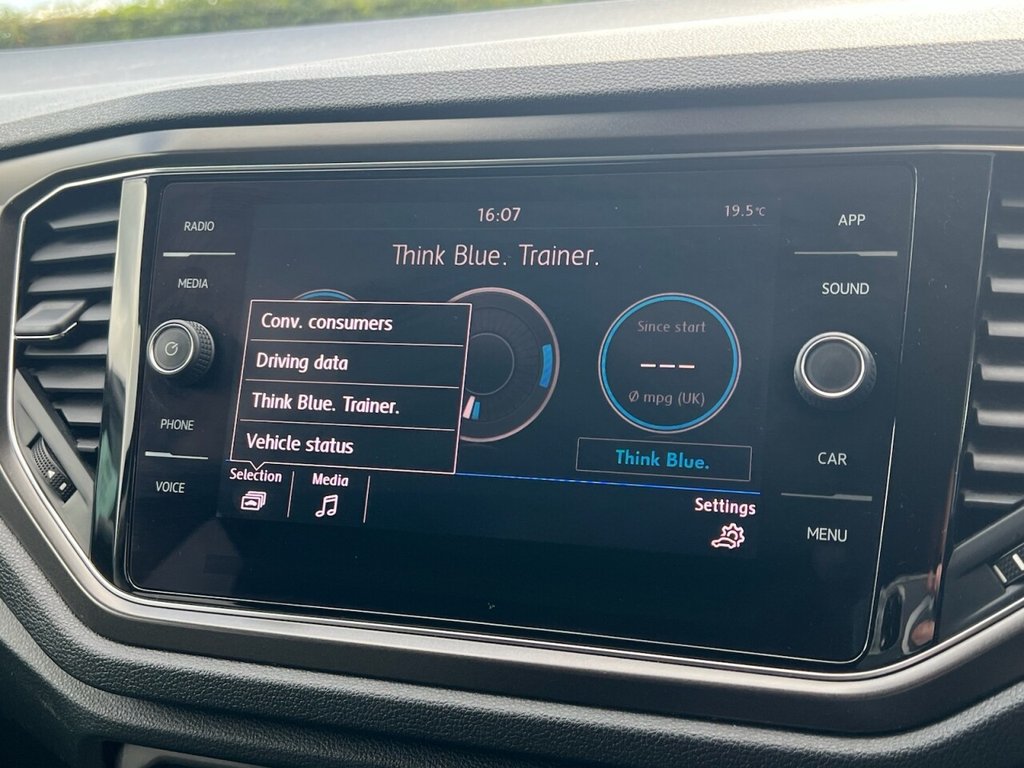 RADIO
MEDIA
PHONE
VOICE
16:07
19.5°C
Think Blue. Trainer.
Conv. consumers
Driving data
Think Blue. Trainer.
Vehicle status
Since start
---
Ø mpg (UK)
Think Blue.
Selection
Media
Settings
APP
SOUND
CAR
MENU